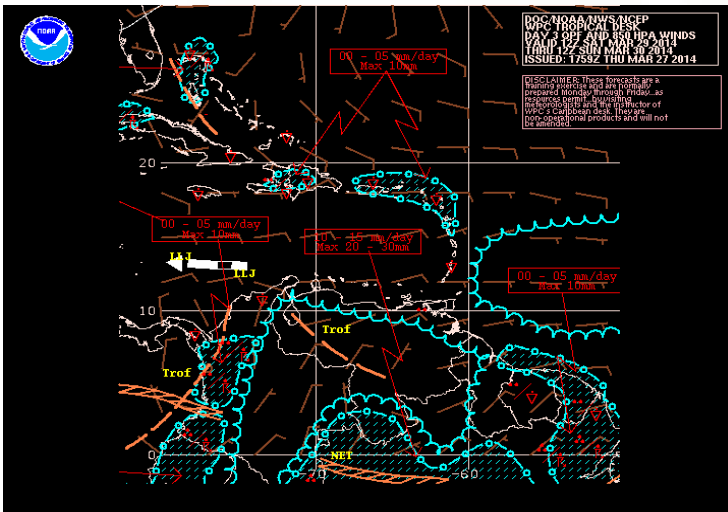 NOAA
DOC/NOAA/NWS/NCEP
WPC TROPICAL DESK
DAY 3 QPF AND 850 HPA WINDS
VALID 12Z SAT MAR 29 2014
THRU 12Z SUN MAR 30 2014
ISSUED: 1759Z THU MAR 27 2014
DISCLAIMER: These forecasts are a
training exercise and are normally
prepared Monday through Friday...as
resources permit...by visiting
meteorologists and the instructor of
WPC's Caribbean desk. They are
non-operational products and will not
be amended.
00 - 05 mm/day
Max 10mm
20
00 - 05 mm/day
Max 10mm
10 - 15 mm/day
Max 20 - 30mm
LLJ
LLJ
00 - 05 mm/day
Max 10mm
10
Trof
Trof
NET
0
-70
-60